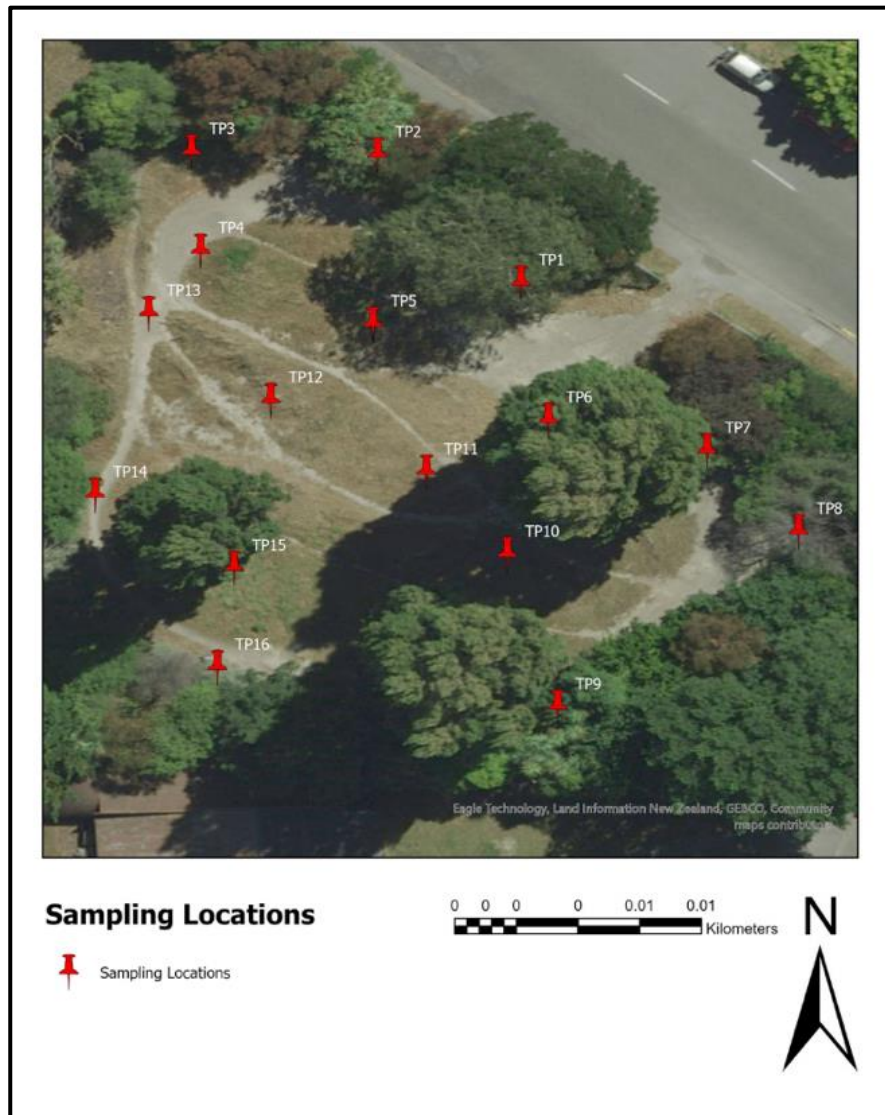 TP3
TP2
TP4
TP1
TP13
TP5
TP12
TP6
TP7
TP11
TP14
TP8
TP10
TP15
TP16
TP9
Eagle Technology, Land Information New Zealand, GEBCO, Community
maps contributors
Sampling Locations
0 0 0 0 0.01 0.01
Kilometers
N
Sampling Locations